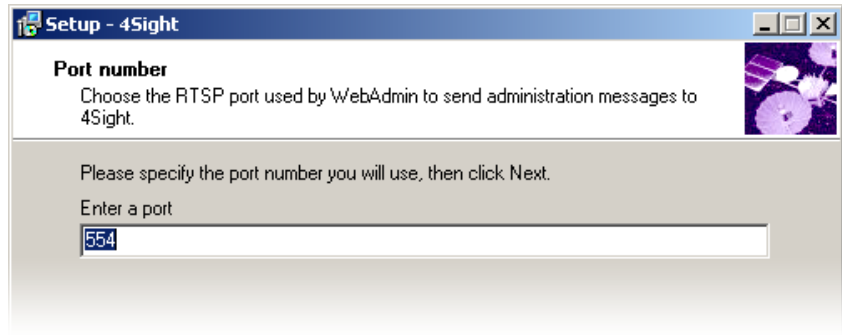 Setup - 4Sight
Port number
Choose the RTSP port used by WebAdmin to send administration messages to
4Sight.
Please specify the port number you will use, then click Next.
Enter a port
554